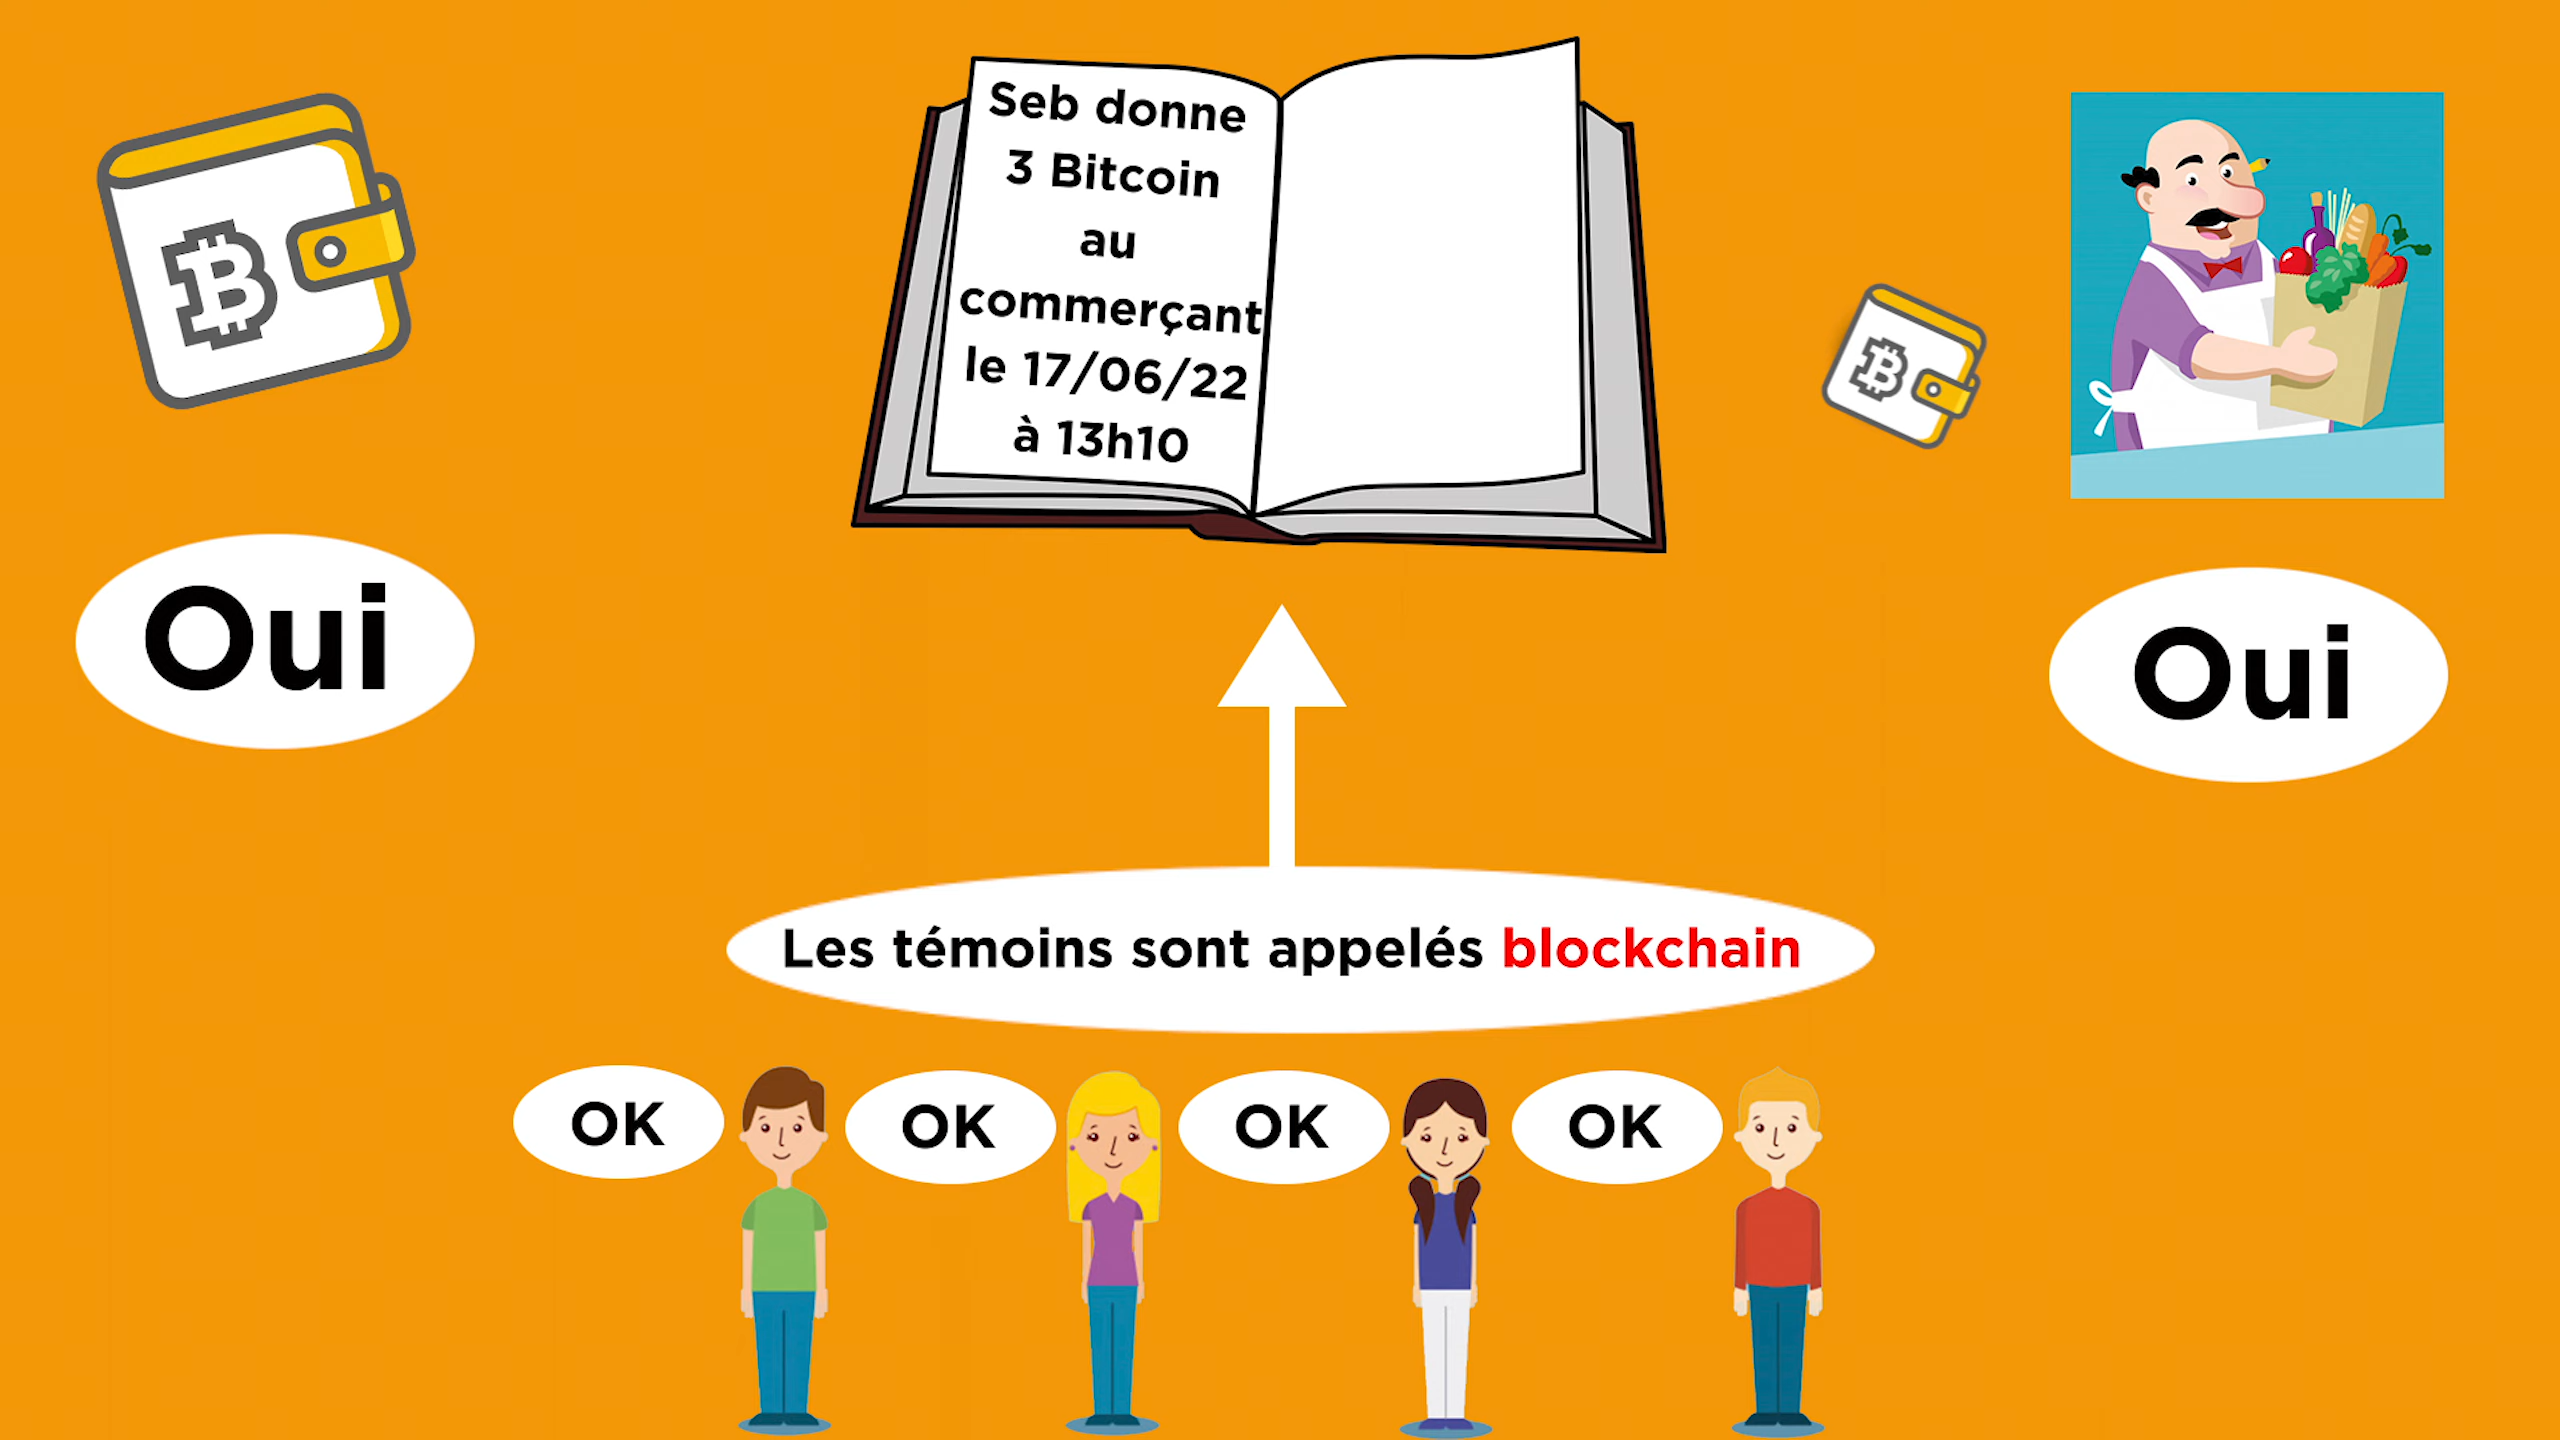 Seb donne
3 Bitcoin
au
commerçant
le 17/06/22
à 13h10
Oui
Oui
Les témoins sont appelés blockchain
OK
OK
OK
OK